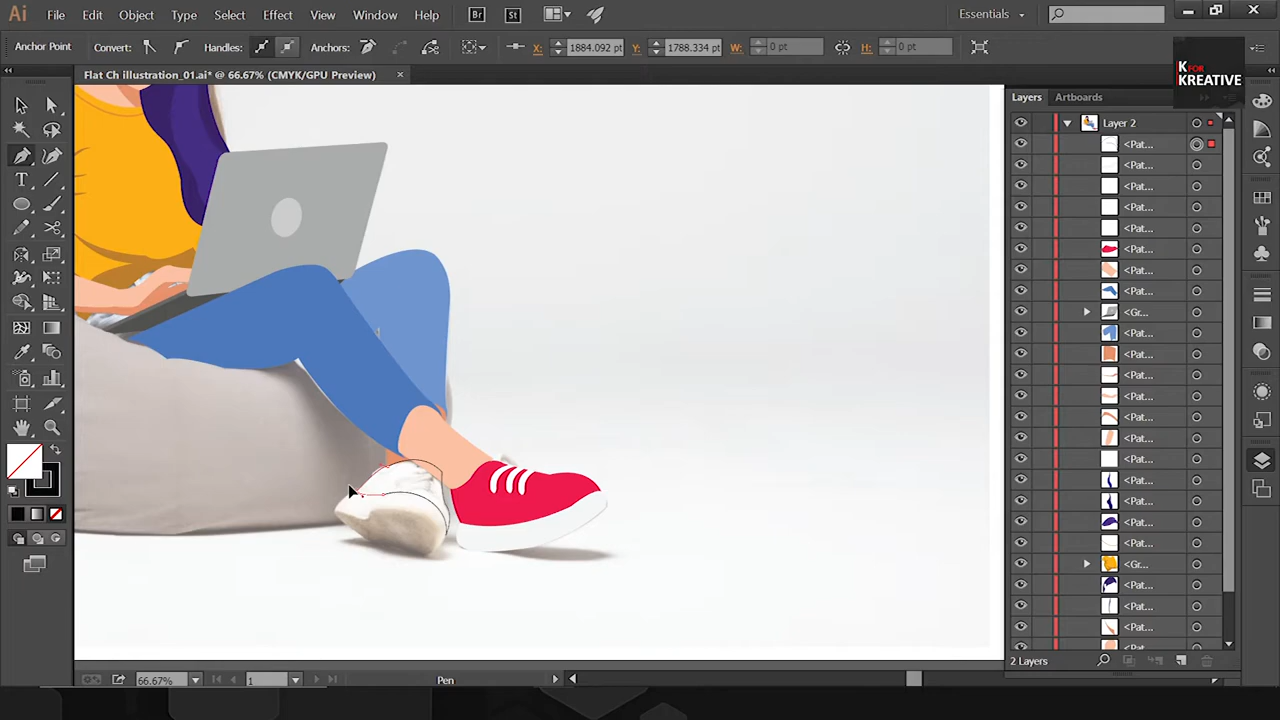 Ai File Edit Object Type Select Effect View Window Help Br St Essentials
Anchor Point Convert: Handles: Anchors: X: 1884.092 pt Y: 1788.334 pt W: 0 pt H: 0 pt
K FOR
KREATIVE
Flat Ch illustration_01.ai* @ 66.67% (CMYK/GPU Preview) ×
Layers Artboards
Layer 2
<Pat...
<Pat...
<Pat...
<Pat...
<Pat...
<Pat...
<Pat...
<Pat...
<Gr...
<Pat...
<Pat...
<Pat...
<Pat...
<Pat...
<Pat...
<Pat...
<Pat...
<Pat...
<Pat...
<Pat...
<Gr...
<Pat...
<Pat...
<Pat...
<Pat...
2 Layers
66.67% 1 Pen